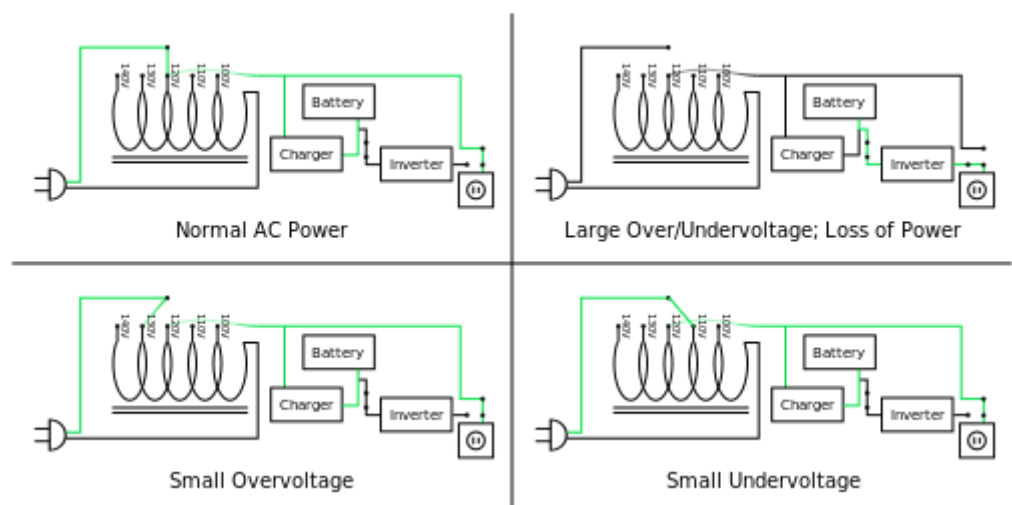 140V 130V 120V 110V 100V
Battery
Charger
Inverter
Normal AC Power
140V 130V 120V 110V 100V
Battery
Charger
Inverter
Large Over/Undervoltage; Loss of Power
140V 130V 120V 110V 100V
Battery
Charger
Inverter
Small Overvoltage
140V 130V 120V 110V 100V
Battery
Charger
Inverter
Small Undervoltage